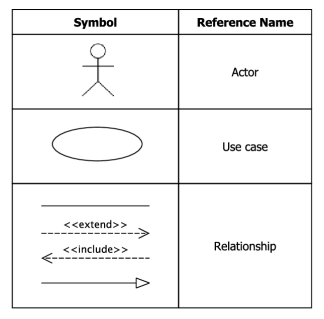 Symbol
Reference Name
Actor
Use case
<<extend>>
<<include>>
Relationship